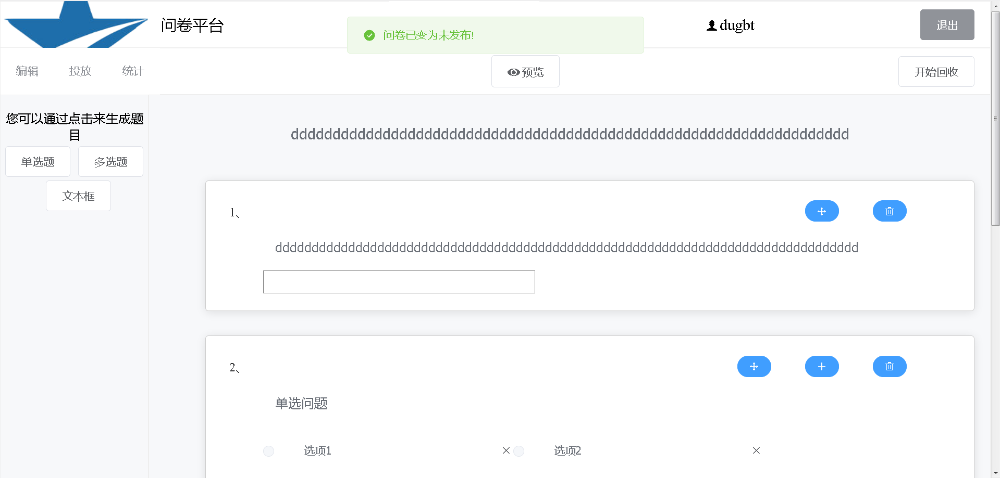 问卷平台
问卷已变为未发布!
dugbt
退出
编辑
投放
统计
预览
开始回收
您可以通过点击来生成题
目
单选题
多选题
文本框
ddddddddddddddddddddddddddddddddddddddddddddddddddddddddddddddddddd
1、
dddddddddddddddddddddddddddddddddddddddddddddddddddddddddddddddddddddddddddddddd
2、
单选问题
选项1
选项2